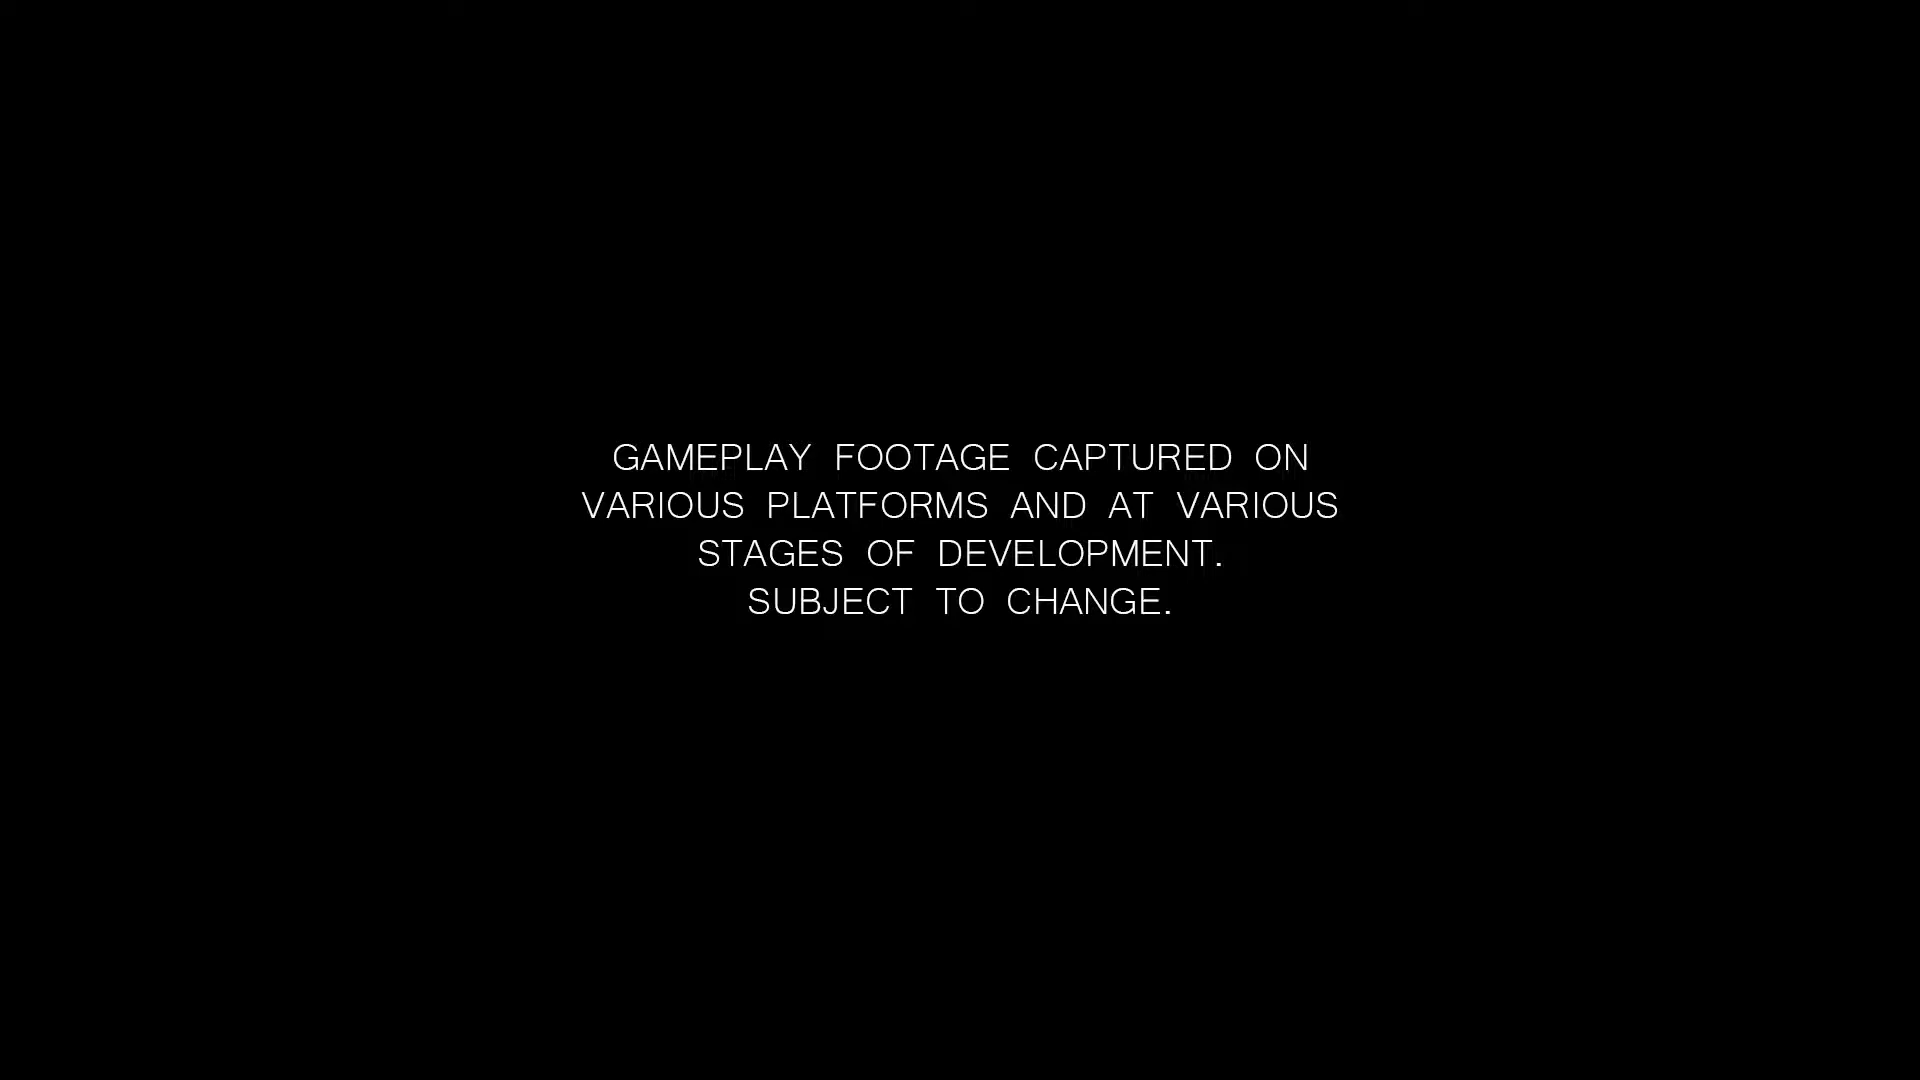 GAMEPLAY FOOTAGE CAPTURED ON
VARIOUS PLATFORMS AND AT VARIOUS
STAGES OF DEVELOPMENT.
SUBJECT TO CHANGE.